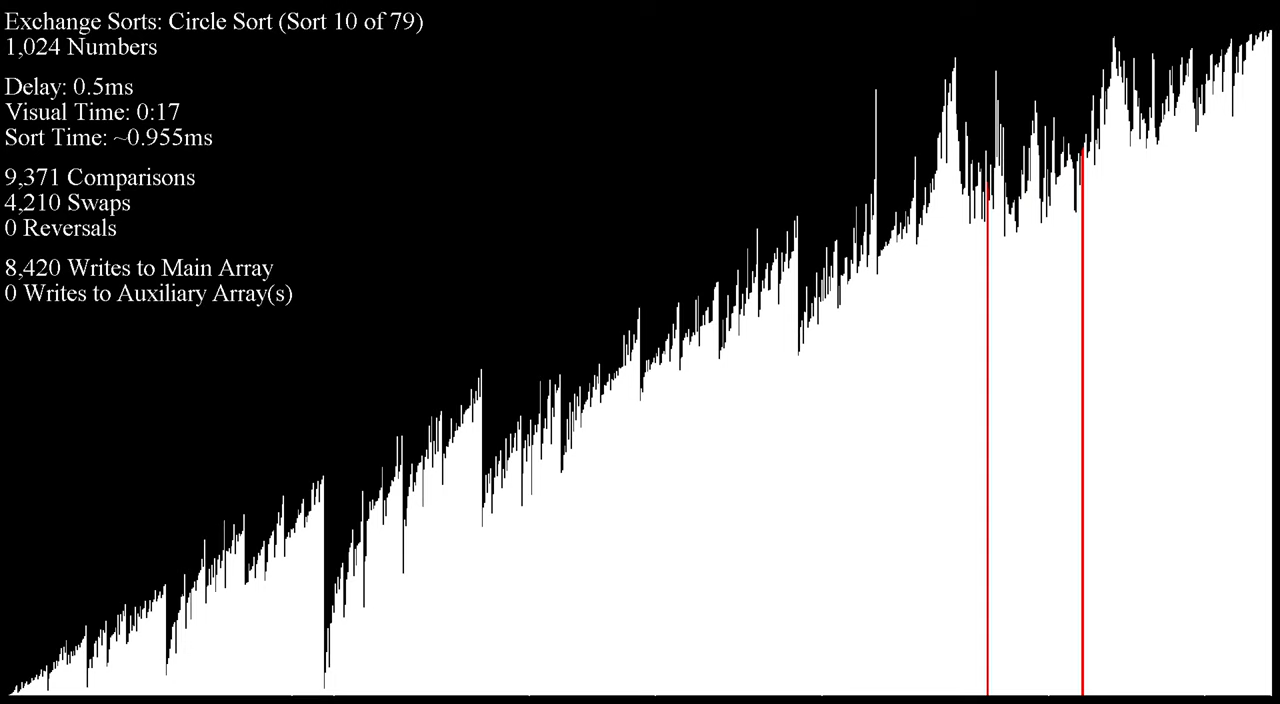 Exchange Sorts: Circle Sort (Sort 10 of 79)
1,024 Numbers
Delay: 0.5ms
Visual Time: 0:17
Sort Time: ~0.955ms
9,371 Comparisons
4,210 Swaps
0 Reversals
8,420 Writes to Main Array
0 Writes to Auxiliary Array(s)